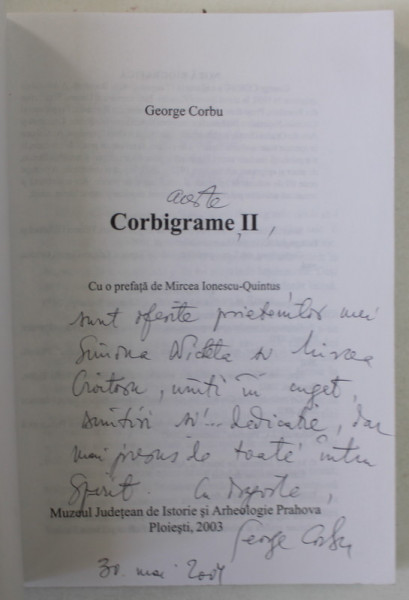 George Corbu
aceste
Corbigrame II,
Cu o prefață de Mircea Ionescu-Quintus
sunt oferite prietenilor mei
Simona Nicleta și Mircea
Croitoru, uniți în cuget,
simțiri și... dedicație, dar
mai presus de toate întru
Spirit. Cu dragoste,
Muzeul Județean de Istorie și Arheologie Prahova
Ploiești, 2003
George Corbu
30. mai 2004